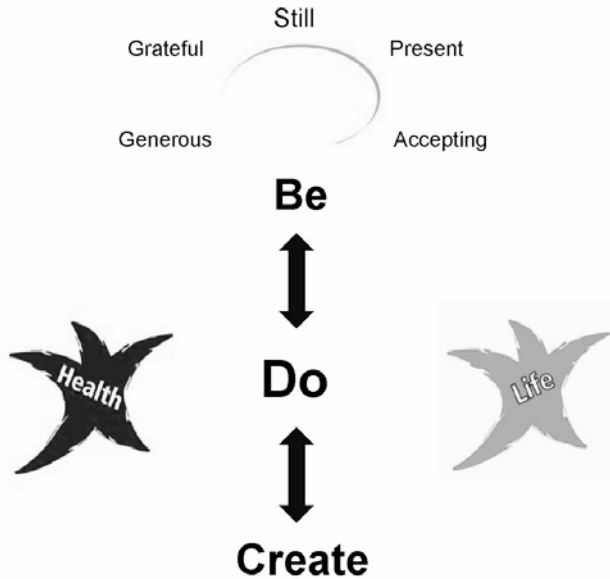 Still
Grateful Present
Generous Accepting
Be
Health Do Life
Create